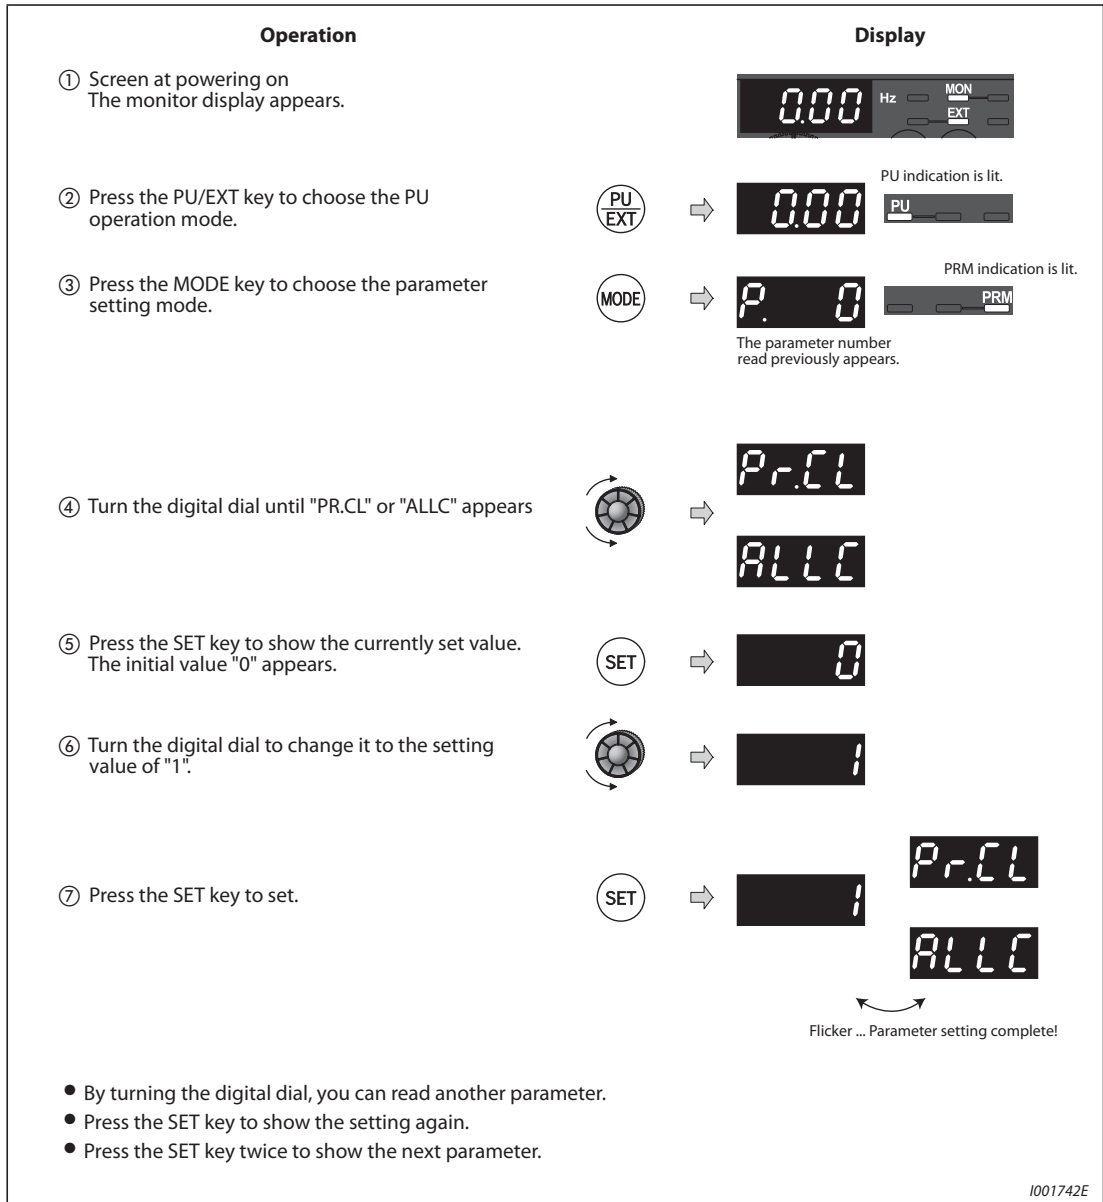 Operation
Display
① Screen at powering on
The monitor display appears.
0.00
Hz
MON
EXT
② Press the PU/EXT key to choose the PU
operation mode.
PU
EXT
0.00
PU indication is lit.
PU
③ Press the MODE key to choose the parameter
setting mode.
MODE
P. 0
PRM indication is lit.
PRM
The parameter number
read previously appears.
④ Turn the digital dial until "PR.CL" or "ALLC" appears
Pr.CL
ALLC
⑤ Press the SET key to show the currently set value.
The initial value "0" appears.
SET
0
⑥ Turn the digital dial to change it to the setting
value of "1".
1
⑦ Press the SET key to set.
SET
1
Pr.CL
ALLC
Flicker ... Parameter setting complete!
● By turning the digital dial, you can read another parameter.
● Press the SET key to show the setting again.
● Press the SET key twice to show the next parameter.
I001742E